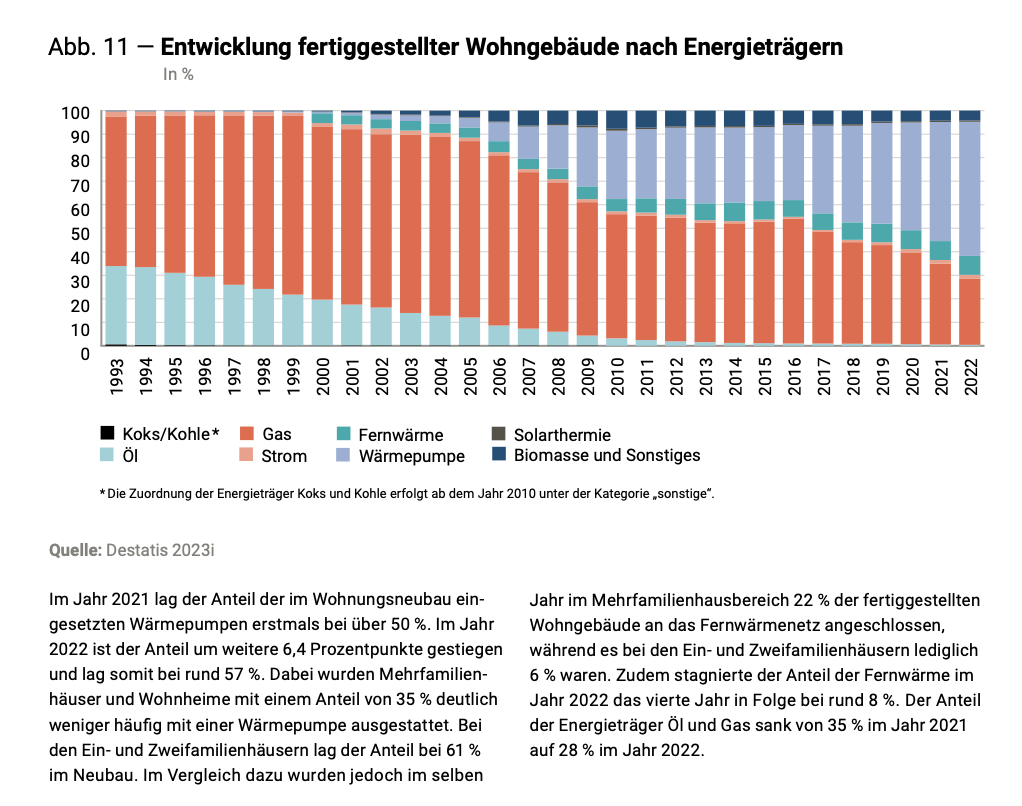 Abb. 11 — Entwicklung fertiggestellter Wohngebäude nach Energieträgern
In %
100
90
80
70
60
50
40
30
20
10
0
1993 1994 1995 1996 1997 1998 1999 2000 2001 2002 2003 2004 2005 2006 2007 2008 2009 2010 2011 2012 2013 2014 2015 2016 2017 2018 2019 2020 2021 2022
Koks/Kohle* Gas Fernwärme Solarthermie
Öl Strom Wärmepumpe Biomasse und Sonstiges
* Die Zuordnung der Energieträger Koks und Kohle erfolgt ab dem Jahr 2010 unter der Kategorie „sonstige“.
Quelle: Destatis 2023i
Im Jahr 2021 lag der Anteil der im Wohnungsneubau ein-
gesetzten Wärmepumpen erstmals bei über 50 %. Im Jahr
2022 ist der Anteil um weitere 6,4 Prozentpunkte gestiegen
und lag somit bei rund 57 %. Dabei wurden Mehrfamilien-
häuser und Wohnheime mit einem Anteil von 35 % deutlich
weniger häufig mit einer Wärmepumpe ausgestattet. Bei
den Ein- und Zweifamilienhäusern lag der Anteil bei 61 %
im Neubau. Im Vergleich dazu wurden jedoch im selben
Jahr im Mehrfamilienhausbereich 22 % der fertiggestellten
Wohngebäude an das Fernwärmenetz angeschlossen,
während es bei den Ein- und Zweifamilienhäusern lediglich
6 % waren. Zudem stagnierte der Anteil der Fernwärme im
Jahr 2022 das vierte Jahr in Folge bei rund 8 %. Der Anteil
der Energieträger Öl und Gas sank von 35 % im Jahr 2021
auf 28 % im Jahr 2022.